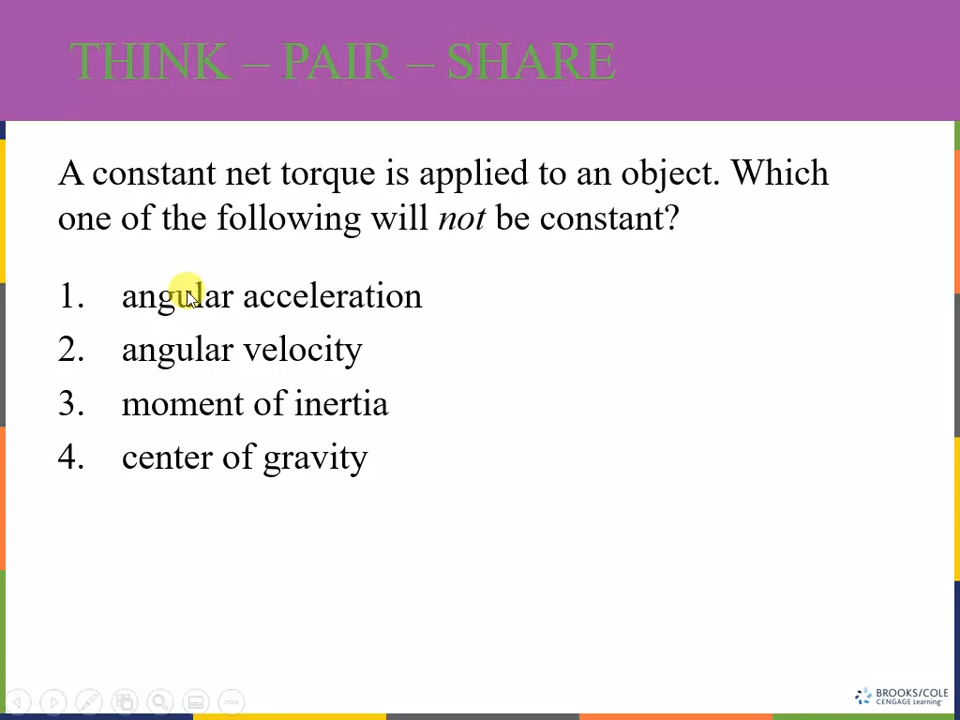 THINK – PAIR – SHARE
A constant net torque is applied to an object. Which
one of the following will not be constant?
1. angular acceleration
2. angular velocity
3. moment of inertia
4. center of gravity
BROOKS/COLE
CENGAGE Learning™